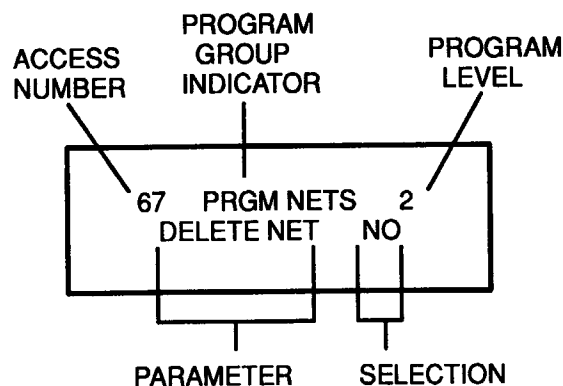 ACCESS
NUMBER
PROGRAM
GROUP
INDICATOR
PROGRAM
LEVEL
67 PRGM NETS 2
DELETE NET NO
PARAMETER
SELECTION